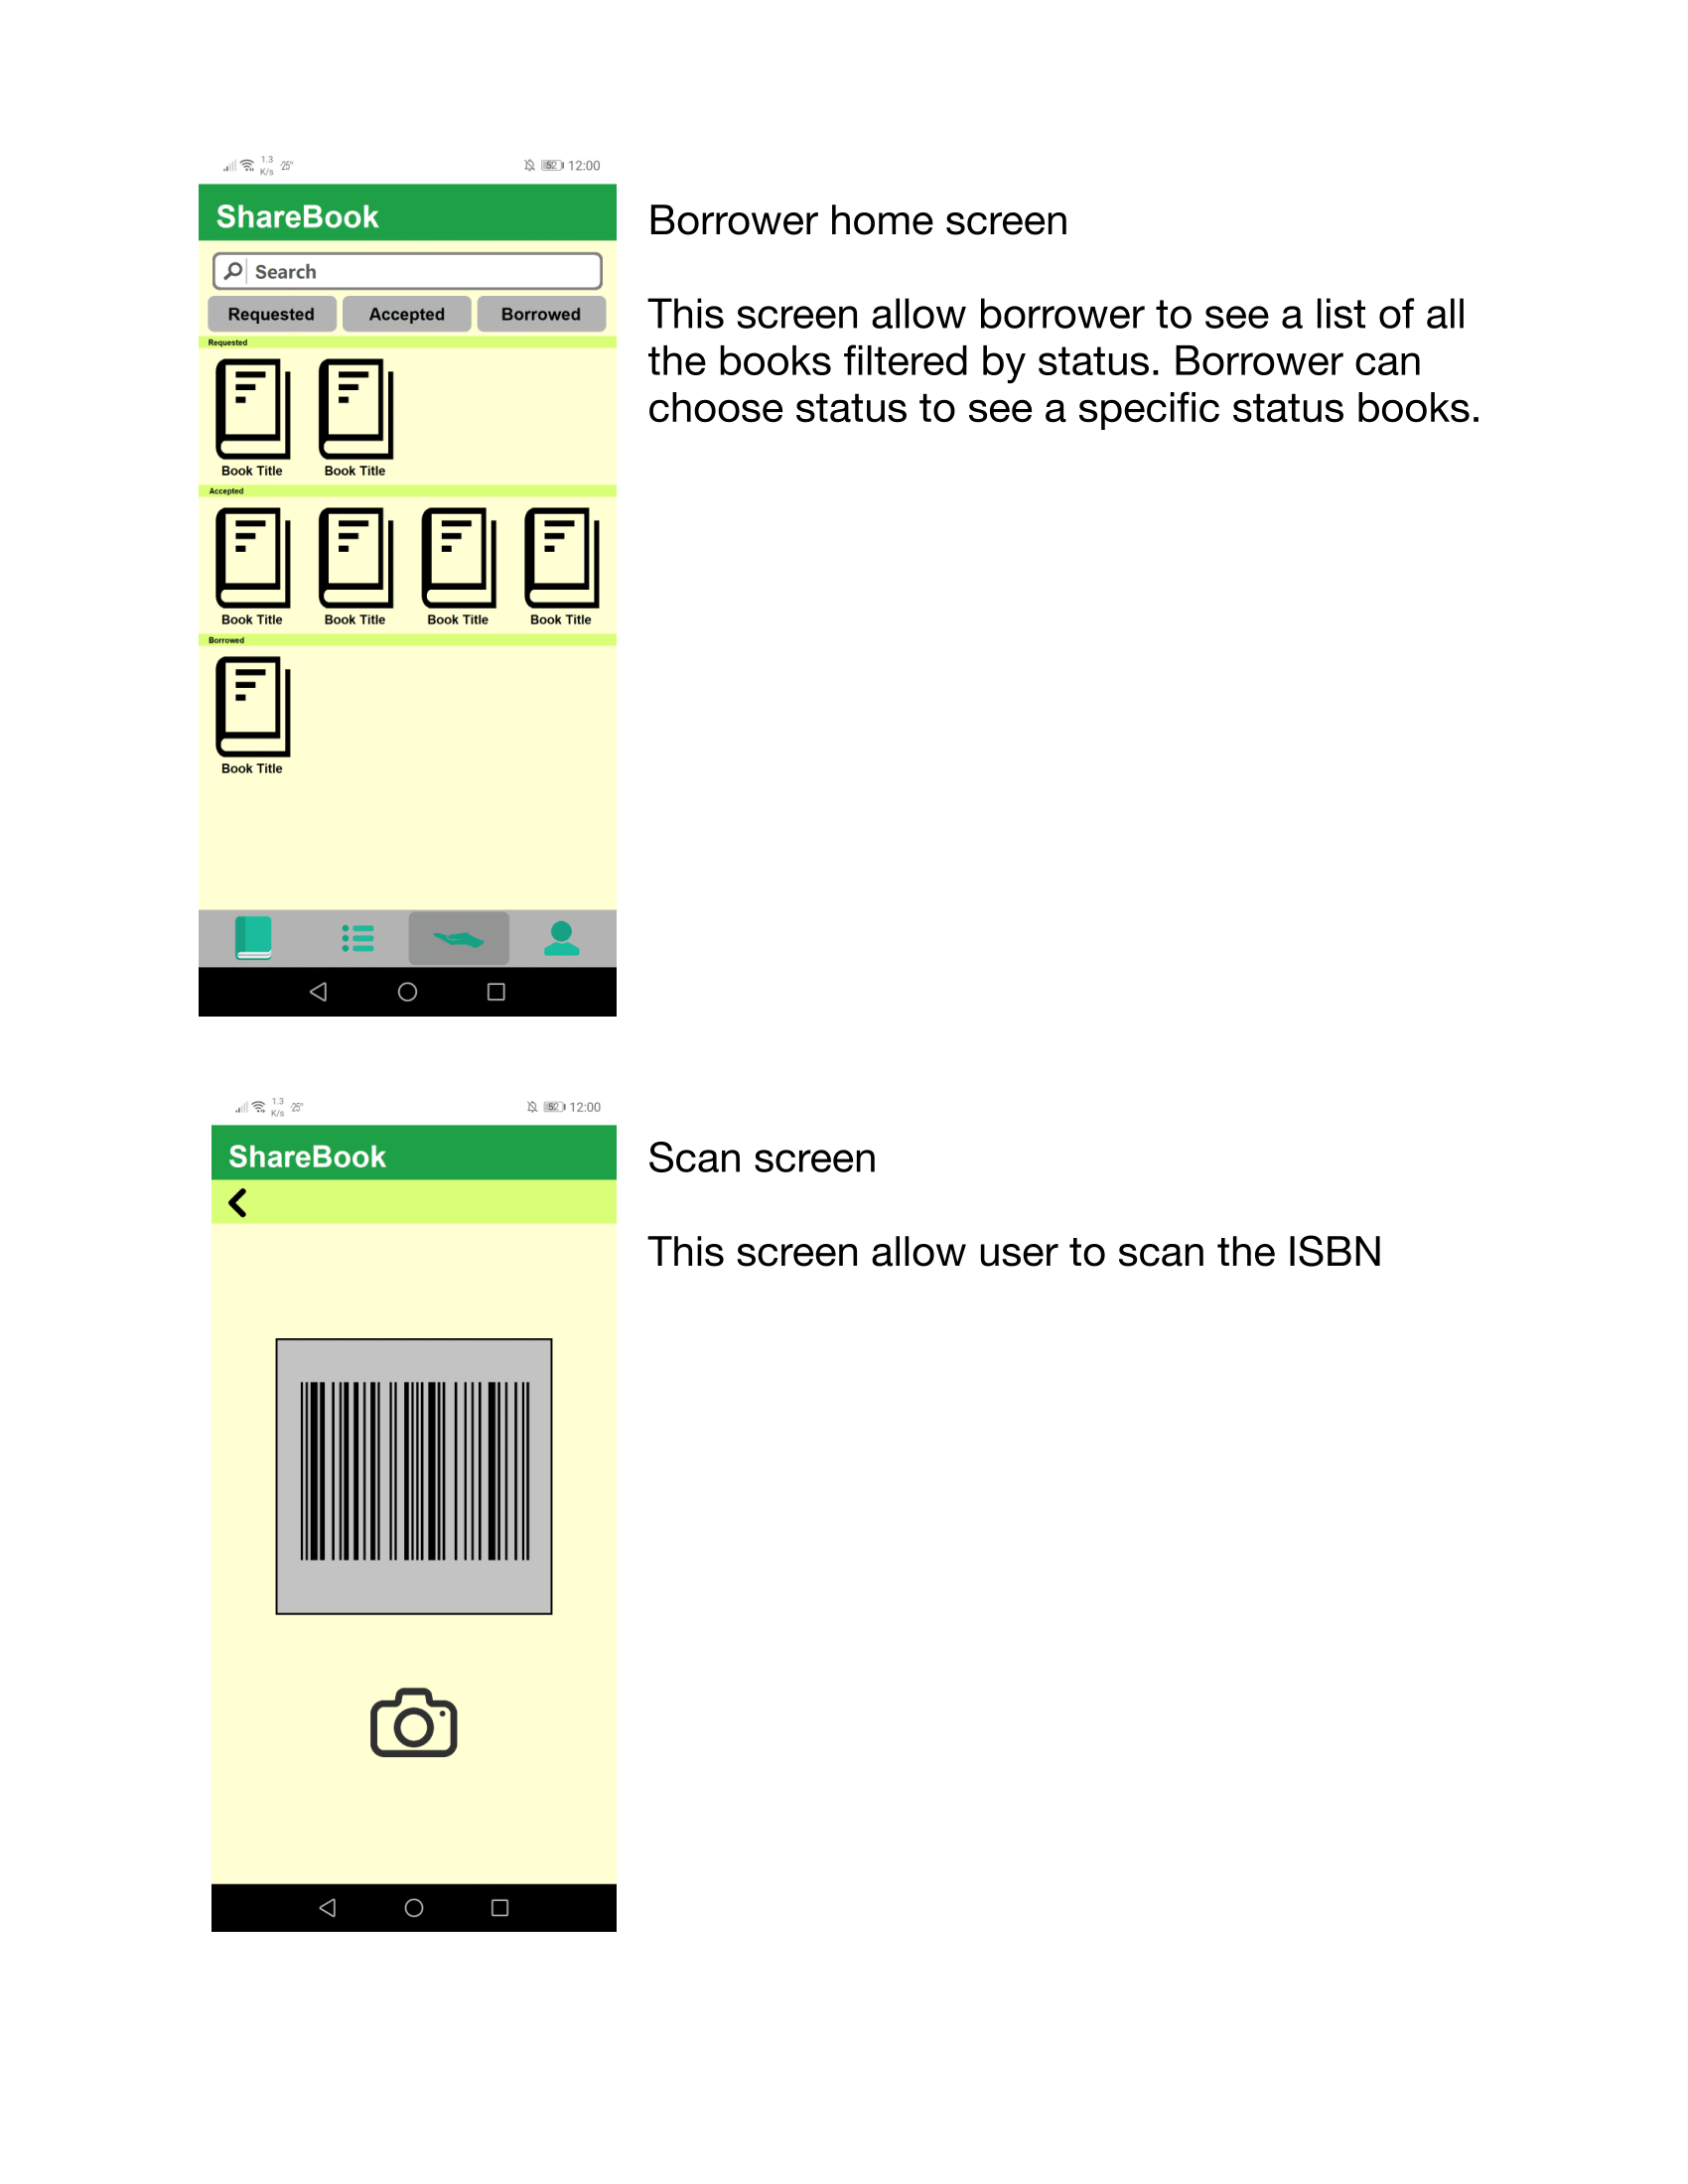 1.3
K/s
-25°
52
12:00
ShareBook
Search
Requested
Accepted
Borrowed
Requested
Book Title
Book Title
Accepted
Book Title
Book Title
Book Title
Book Title
Borrowed
Book Title
Borrower home screen
This screen allow borrower to see a list of all
the books filtered by status. Borrower can
choose status to see a specific status books.
1.3
K/s
-25°
52
12:00
ShareBook
Scan screen
This screen allow user to scan the ISBN